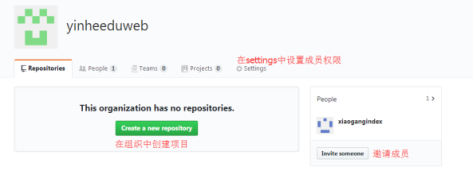 yinheeduweb
在settings中设置成员权限
Repositories People 1 Teams 0 Projects 0 Settings
This organization has no repositories.
Create a new repository
在组织中创建项目
People 1 >
xiaogangindex
Invite someone 邀请成员